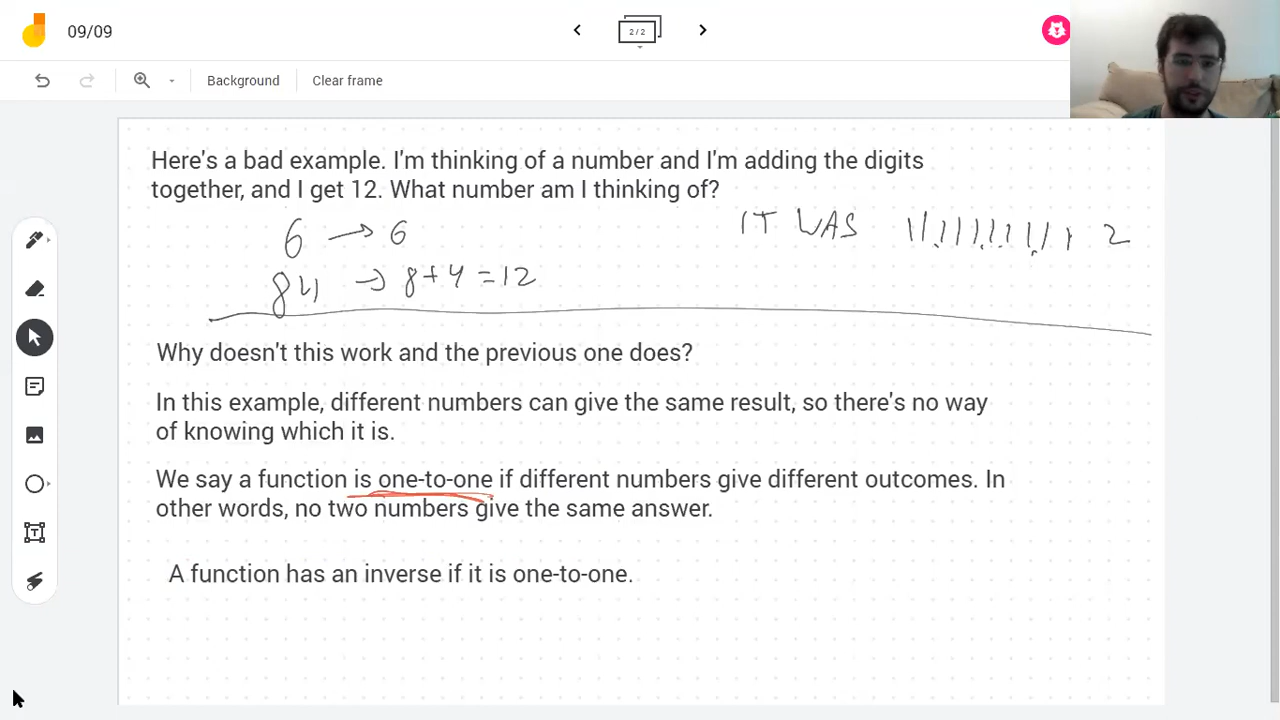 09/09
2/2
Background
Clear frame
Here's a bad example. I'm thinking of a number and I'm adding the digits
together, and I get 12. What number am I thinking of?
6 → 6
IT WAS
2
84 → 8+4=12
Why doesn't this work and the previous one does?
In this example, different numbers can give the same result, so there's no way
of knowing which it is.
We say a function is one-to-one if different numbers give different outcomes. In
other words, no two numbers give the same answer.
A function has an inverse if it is one-to-one.